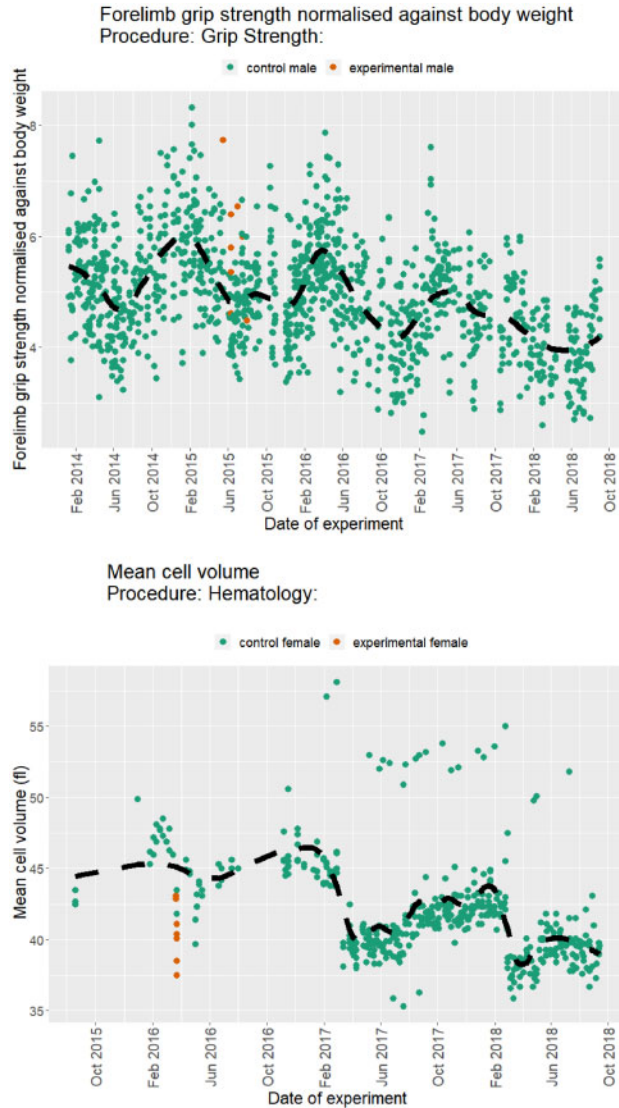 Forelimb grip strength normalised against body weight
Procedure: Grip Strength:
control male experimental male
Forelimb grip strength normalised against body weight
8
6
4
Feb 2014 Jun 2014 Oct 2014 Feb 2015 Jun 2015 Oct 2015 Feb 2016 Jun 2016 Oct 2016 Feb 2017 Jun 2017 Oct 2017 Feb 2018 Jun 2018 Oct 2018
Date of experiment
Mean cell volume
Procedure: Hematology:
control female experimental female
Mean cell volume (fl)
55
50
45
40
35
Oct 2015 Feb 2016 Jun 2016 Oct 2016 Feb 2017 Jun 2017 Oct 2017 Feb 2018 Jun 2018 Oct 2018
Date of experiment